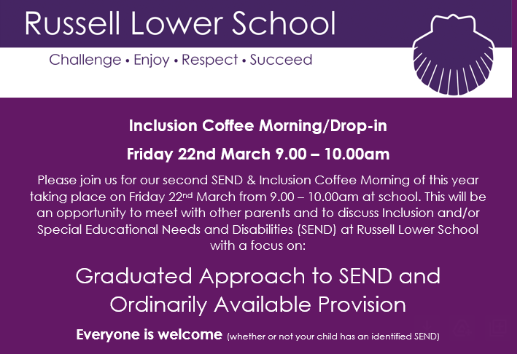 Russell Lower School
Challenge • Enjoy • Respect • Succeed
Inclusion Coffee Morning/Drop-in
Friday 22nd March 9.00 – 10.00am
Please join us for our second SEND & Inclusion Coffee Morning of this year
taking place on Friday 22nd March from 9.00 – 10.00am at school. This will be
an opportunity to meet with other parents and to discuss Inclusion and/or
Special Educational Needs and Disabilities (SEND) at Russell Lower School
with a focus on:
Graduated Approach to SEND and
Ordinarily Available Provision
Everyone is welcome (whether or not your child has an identified SEND)